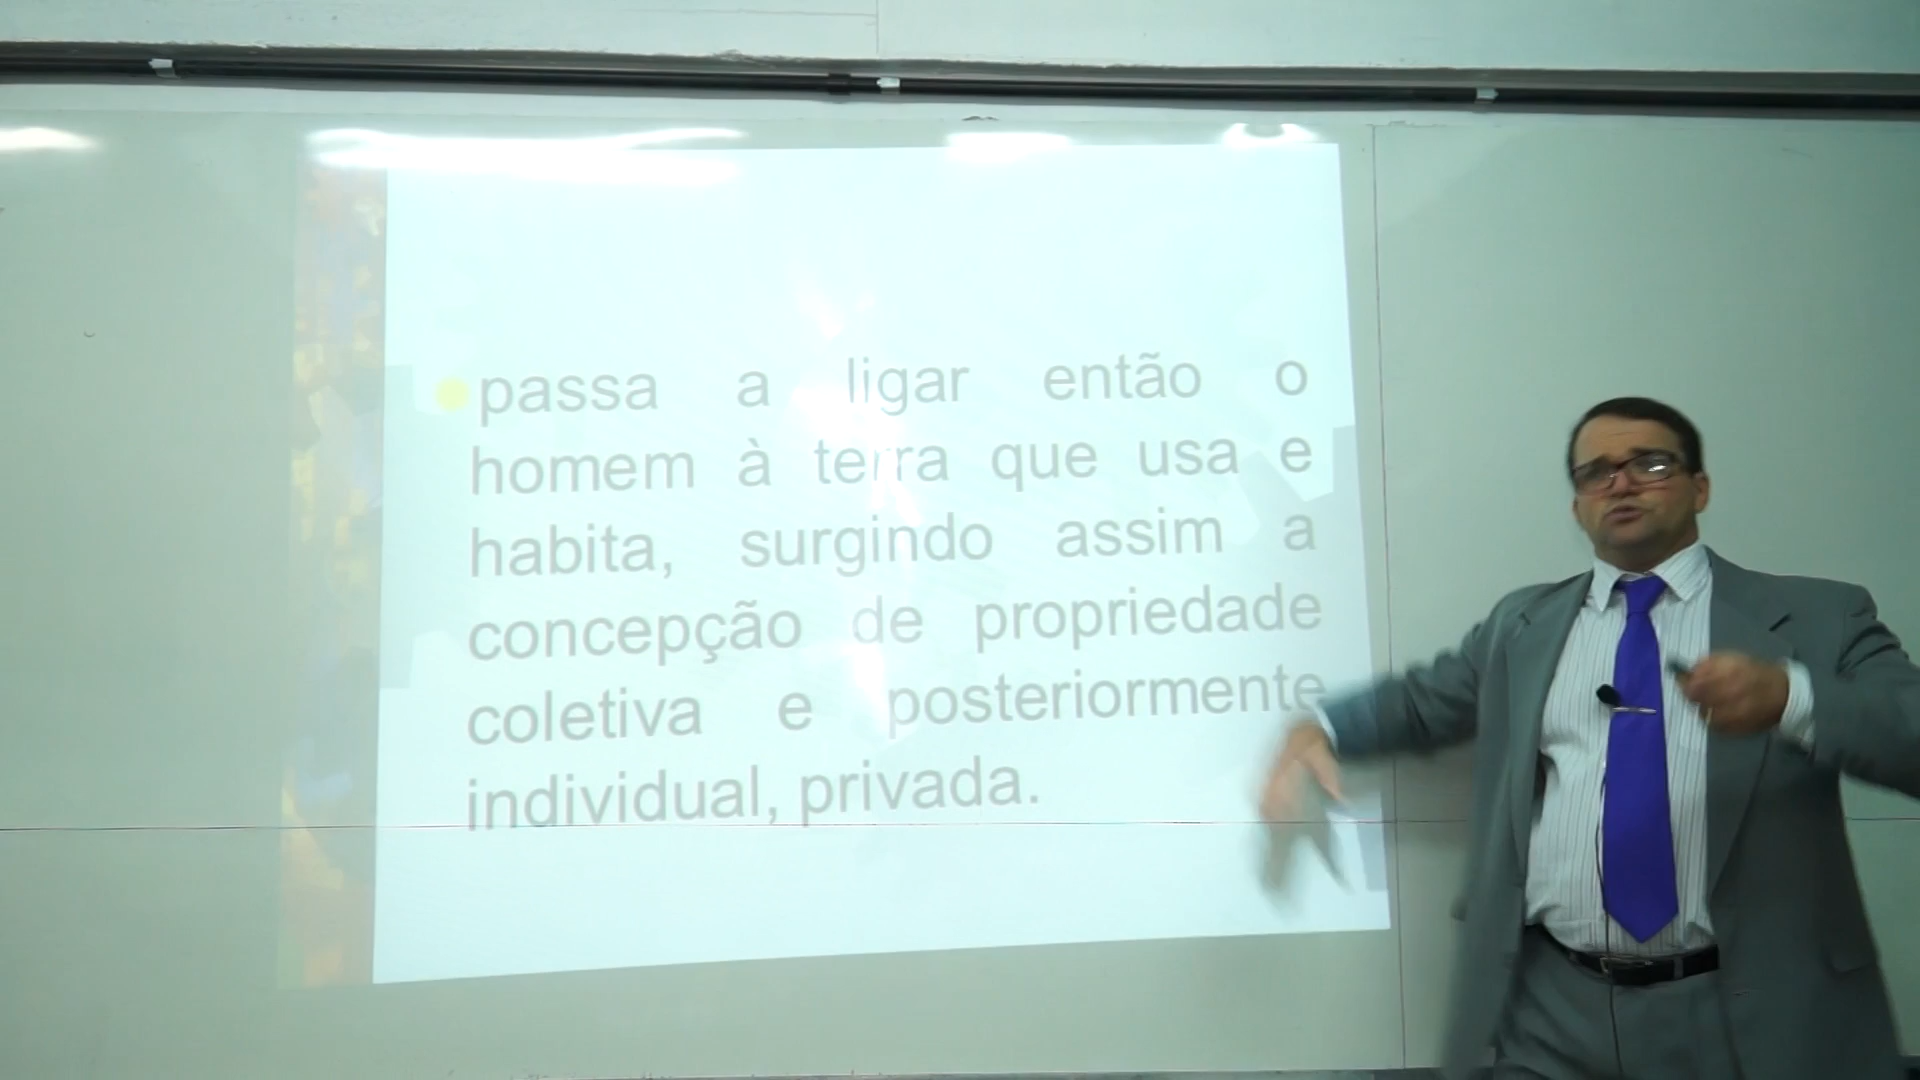 passa a ligar então o
homem à terra que usa e
habita, surgindo assim a
concepção de propriedade
coletiva e posteriormente
individual, privada.